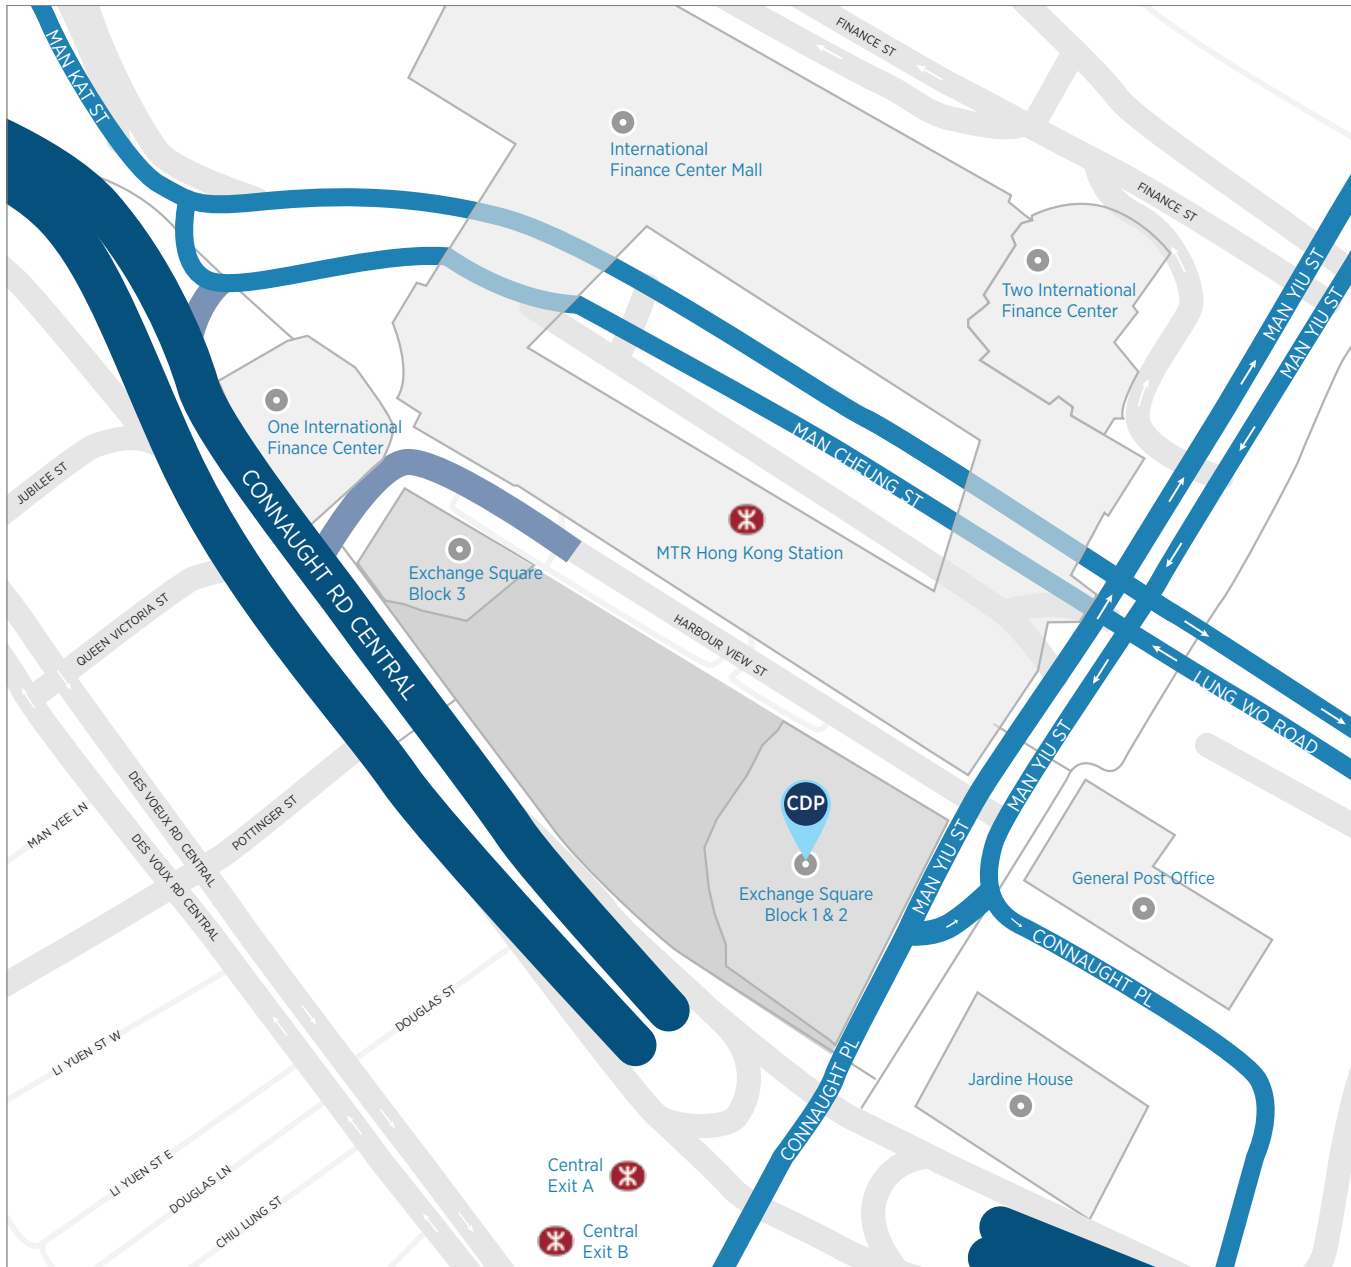 FINANCE ST
MAN KAT ST
International
Finance Center Mall
FINANCE ST
Two International
Finance Center
MAN YIU ST
MAN YIU ST
One International
Finance Center
JUBILEE ST
CONNAUGHT RD CENTRAL
MAN CHEUNG ST
MTR Hong Kong Station
Exchange Square
Block 3
QUEEN VICTORIA ST
HARBOUR VIEW ST
LUNG WO ROAD
MAN YIU ST
DES VOEUX RD CENTRAL
DES VOUX RD CENTRAL
MAN YEE LN
POTTINGER ST
CDP
Exchange Square
Block 1 & 2
MAN YIU ST
General Post Office
CONNAUGHT PL
DOUGLAS ST
LI YUEN ST W
CONNAUGHT PL
Jardine House
LI YUEN ST E
DOUGLAS LN
CHIU LUNG ST
Central
Exit A
Central
Exit B